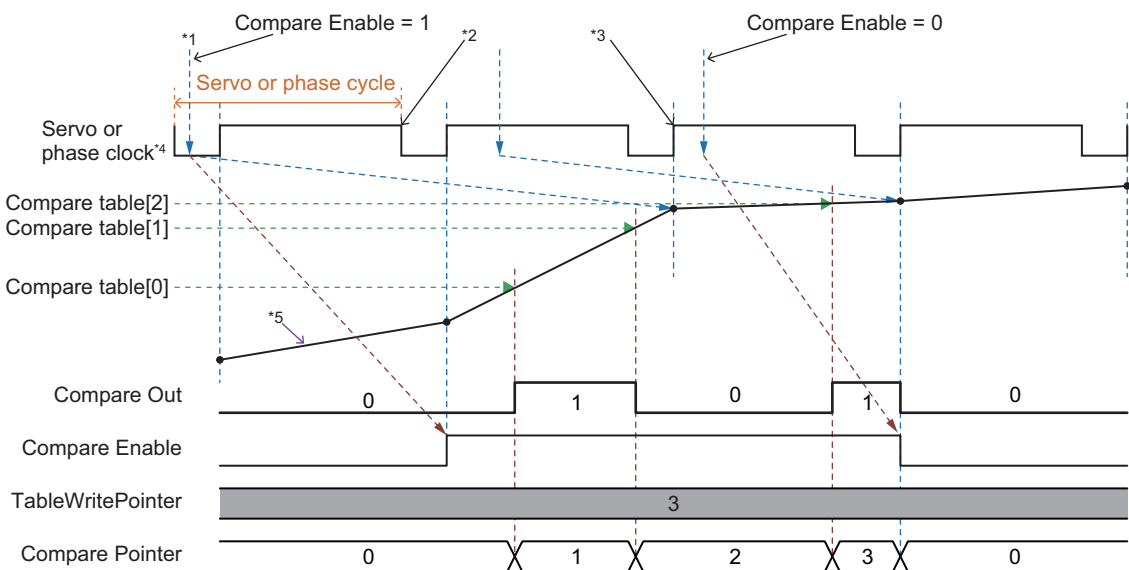 Compare Enable = 1
Compare Enable = 0
*1
*2
*3
Servo or phase cycle
Servo or
phase clock*4
Compare table[2]
Compare table[1]
Compare table[0]
*5
Compare Out
0
1
0
1
0
Compare Enable
TableWritePointer
3
Compare Pointer
0
1
2
3
0